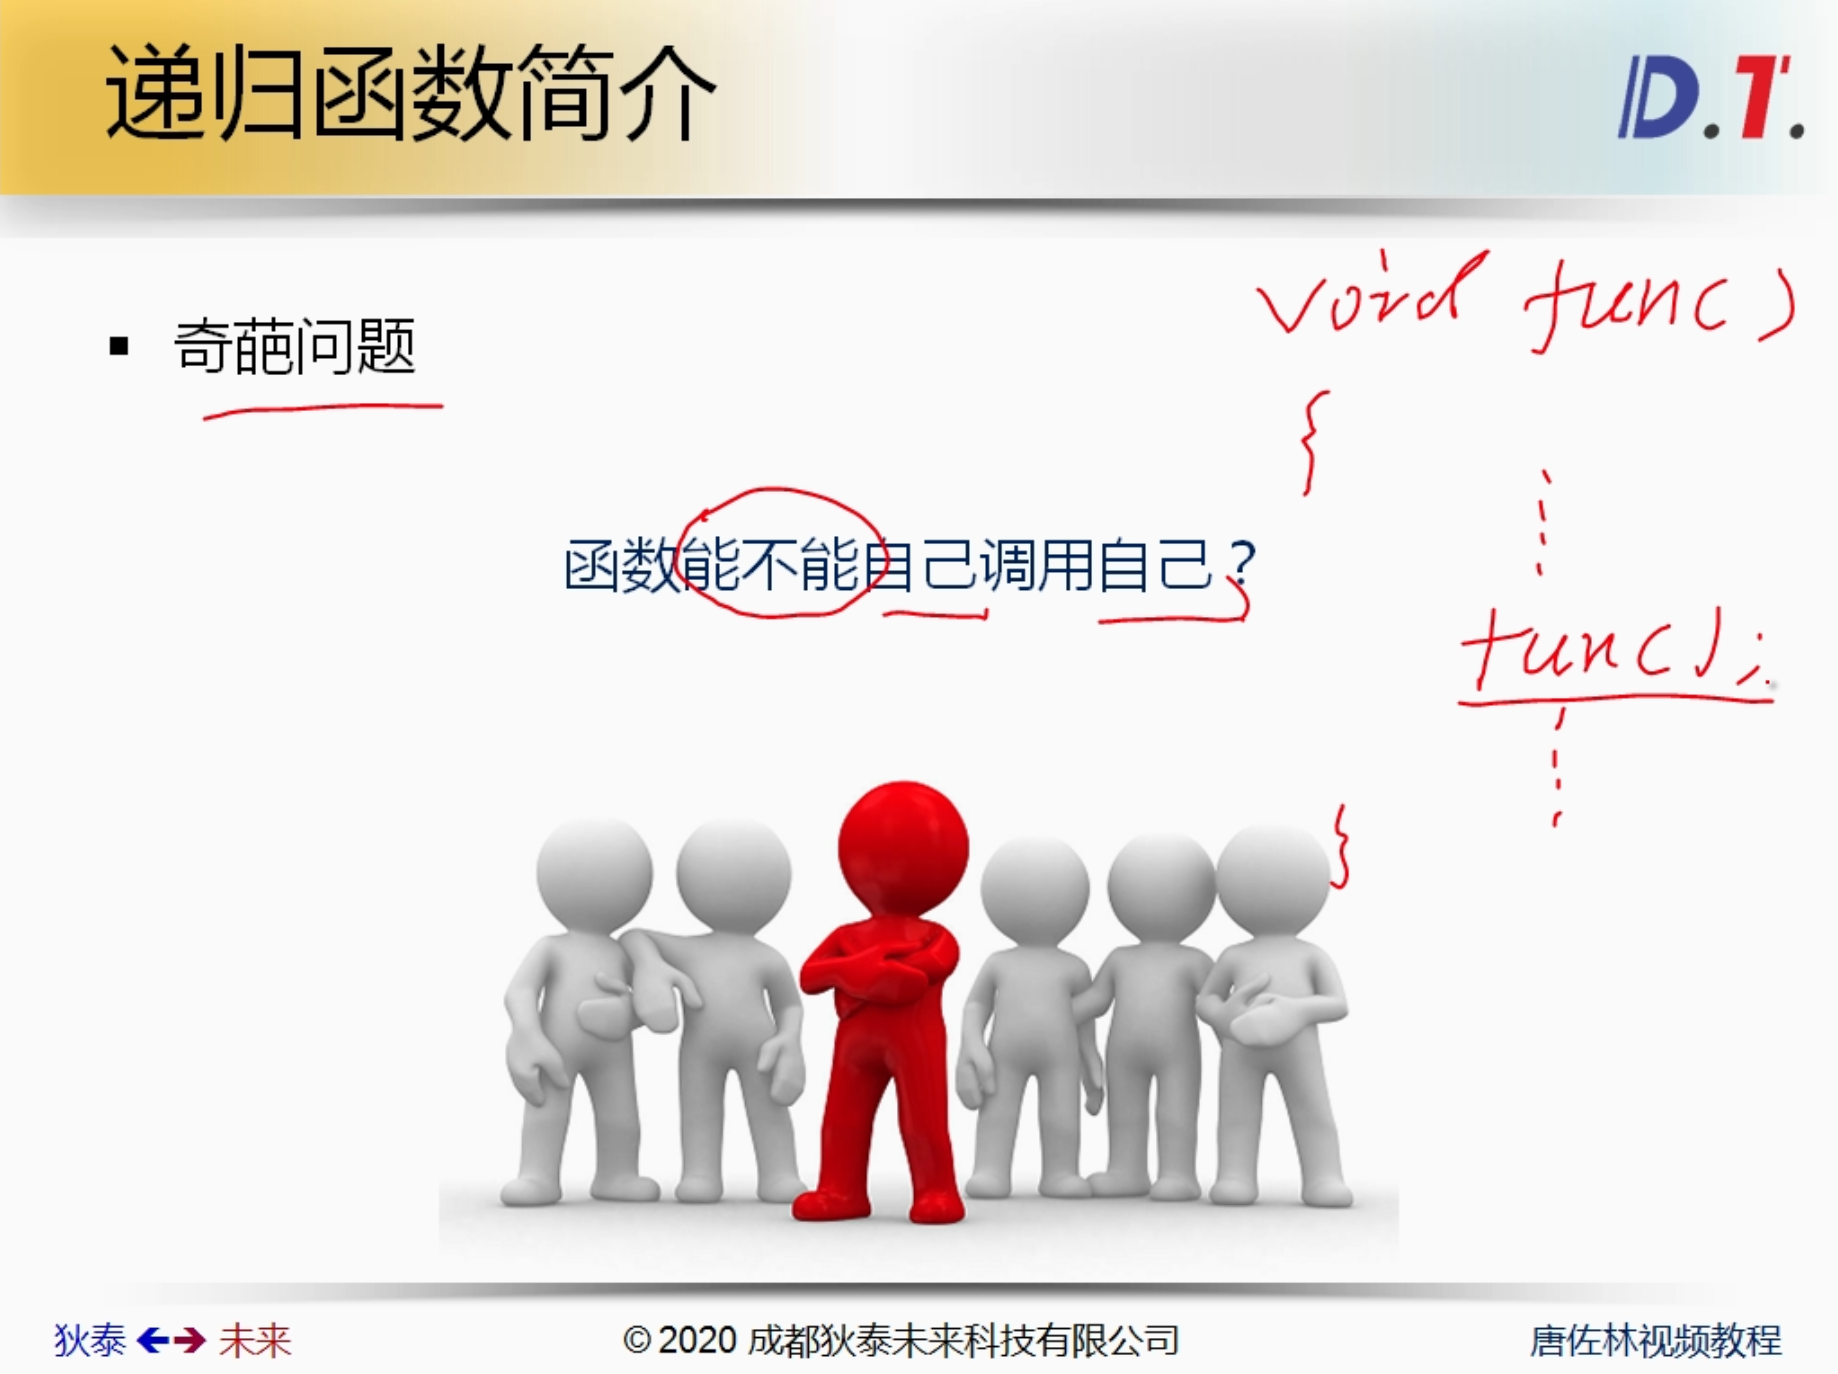 递归函数简介
D.T.
▪ 奇葩问题
函数能不能自己调用自己？
void func()
{
func();
}
狄泰 ←→ 未来
© 2020 成都狄泰未来科技有限公司
唐佐林视频教程